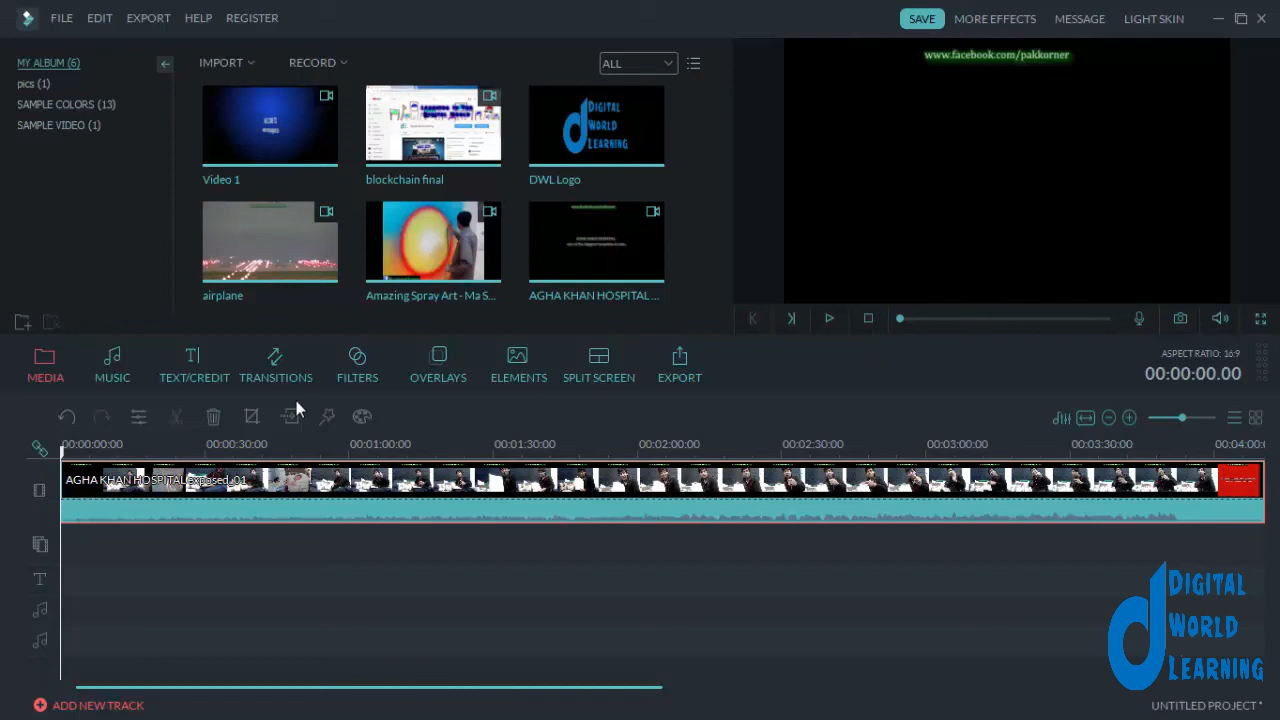 FILE EDIT EXPORT HELP REGISTER SAVE MORE EFFECTS MESSAGE LIGHT SKIN
MY ALBUM (6)
pics (1)
SAMPLE COLORS (13)
SAMPLE VIDEO (1)
IMPORT RECORD ALL
DIGITAL
WORLD
LEARNING
Video 1 blockchain final DWL Logo
airplane Amazing Spray Art - Ma S... AGHA KHAN HOSPITAL ...
www.facebook.com/pakkorner
MEDIA MUSIC TEXT/CREDIT TRANSITIONS FILTERS OVERLAYS ELEMENTS SPLIT SCREEN EXPORT
ASPECT RATIO: 16:9
00:00:00.00
00:00:00:00 00:00:30:00 00:01:00:00 00:01:30:00 00:02:00:00 00:02:30:00 00:03:00:00 00:03:30:00 00:04:00:
AGHA KHAN HOSPITAL exposed_01
DIGITAL
WORLD
LEARNING
ADD NEW TRACK
UNTITLED PROJECT *